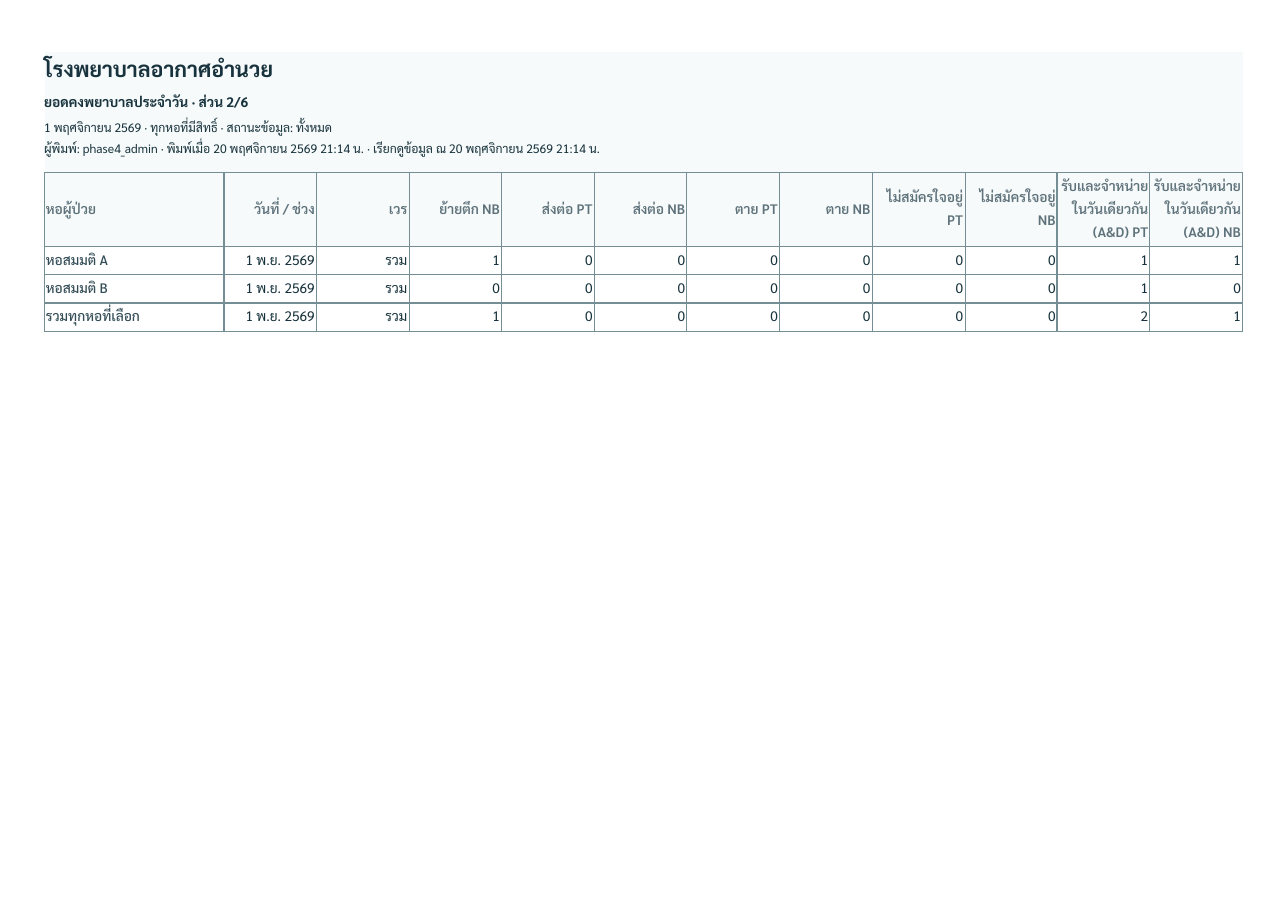 โรงพยาบาลอากาศอำนวย
ยอดคงพยาบาลประจำวัน · ส่วน 2/6
1 พฤศจิกายน 2569 · ทุกหอที่มีสิทธิ์ · สถานะข้อมูล: ทั้งหมด
ผู้พิมพ์: phase4_admin · พิมพ์เมื่อ 20 พฤศจิกายน 2569 21:14 น. · เรียกดูข้อมูล ณ 20 พฤศจิกายน 2569 21:14 น.
หอผู้ป่วย วันที่ / ช่วง เวร ย้ายตึก NB ส่งต่อ PT ส่งต่อ NB ตาย PT ตาย NB ไม่สมัครใจอยู่ PT ไม่สมัครใจอยู่ NB รับและจำหน่ายในวันเดียวกัน (A&D) PT รับและจำหน่ายในวันเดียวกัน (A&D) NB
หอสมมติ A 1 พ.ย. 2569 รวม 1 0 0 0 0 0 0 1 1
หอสมมติ B 1 พ.ย. 2569 รวม 0 0 0 0 0 0 0 1 0
รวมทุกหอที่เลือก 1 พ.ย. 2569 รวม 1 0 0 0 0 0 0 2 1